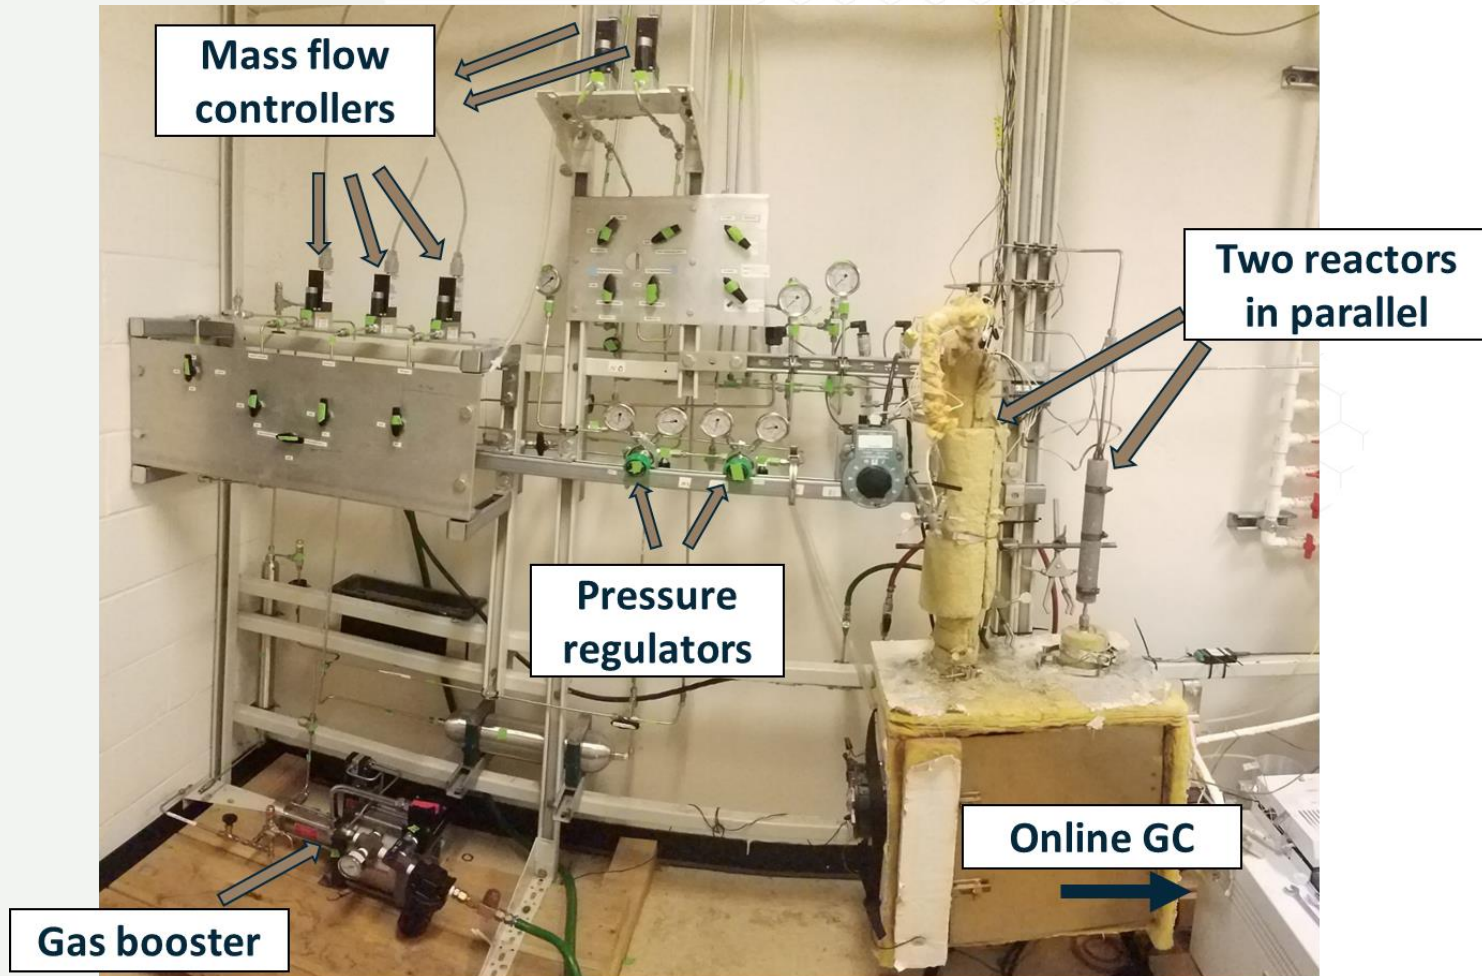 Mass flow
controllers
Two reactors
in parallel
Pressure
regulators
Online GC
Gas booster